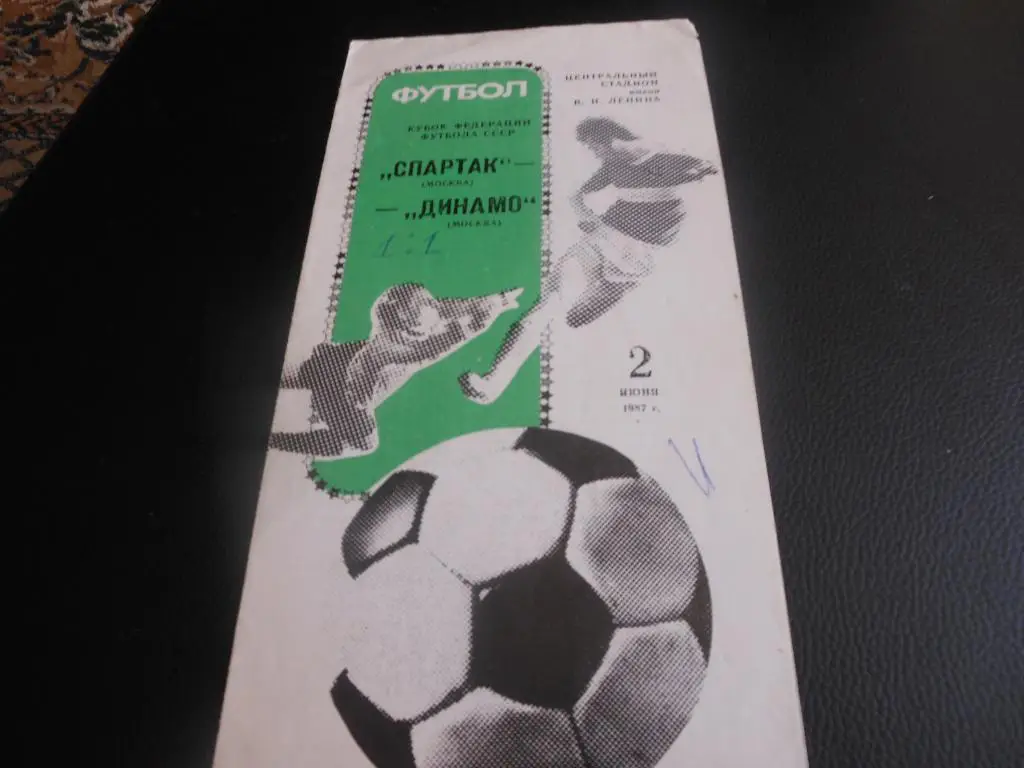 ФУТБОЛ
КУБОК ФЕДЕРАЦИИ
ФУТБОЛА СССР
„СПАРТАК“ —
(МОСКВА)
— „ДИНАМО“
(МОСКВА)
1:1
ЦЕНТРАЛЬНЫЙ
СТАДИОН
имени
В. И. ЛЕНИНА
2
ИЮНЯ
1987 г.